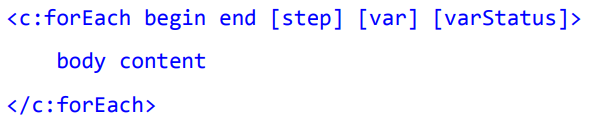 <c:forEach begin end [step] [var] [varStatus]>
body content
</c:forEach>